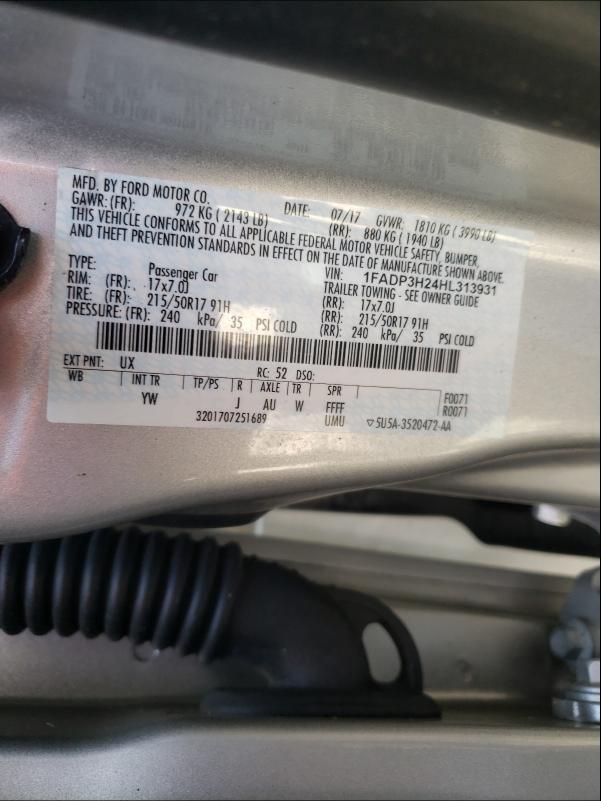 MFD. BY FORD MOTOR CO. DATE: 07/17 GVWR: 1810 KG ( 3990 LB)
GAWR: (FR): 972 KG ( 2143 LB) (RR): 880 KG ( 1940 LB)
THIS VEHICLE CONFORMS TO ALL APPLICABLE FEDERAL MOTOR VEHICLE SAFETY, BUMPER,
AND THEFT PREVENTION STANDARDS IN EFFECT ON THE DATE OF MANUFACTURE SHOWN ABOVE.
TYPE: Passenger Car VIN: 1FADP3H24HL313931
TRAILER TOWING - SEE OWNER GUIDE
RIM: (FR): 17x7.0J (RR): 17x7.0J
TIRE: (FR): 215/50R17 91H (RR): 215/50R17 91H
PRESSURE: (FR): 240 kPa/ 35 PSI COLD (RR): 240 kPa/ 35 PSI COLD
EXT PNT: UX RC: 52 DSO:
WB INT TR TP/PS R AXLE TR SPR F0071
YW J AU W FFFF R0071
3201707251689 UMU ▽5U5A-3520472-AA